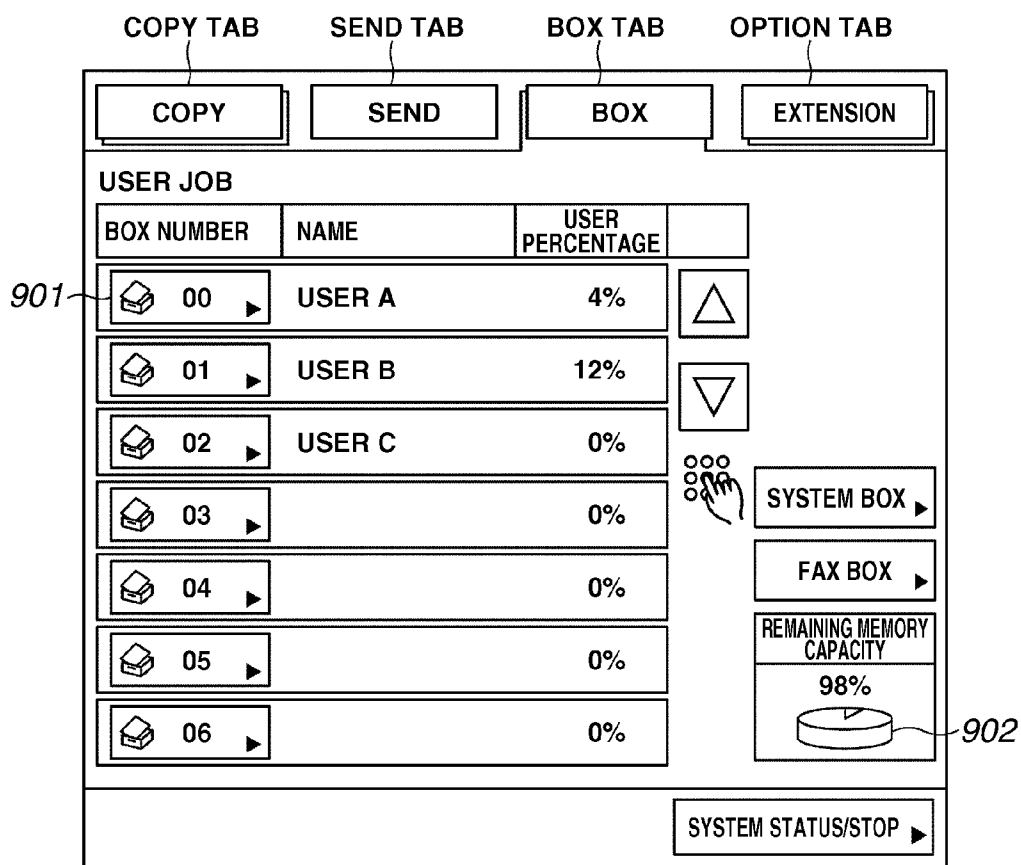 COPY TAB SEND TAB BOX TAB OPTION TAB
COPY SEND BOX EXTENSION
USER JOB
BOX NUMBER NAME USER PERCENTAGE
901 00 USER A 4%
01 USER B 12%
02 USER C 0%
03 0%
04 0%
05 0%
06 0%
SYSTEM BOX
FAX BOX
REMAINING MEMORY
CAPACITY
98%
902
SYSTEM STATUS/STOP